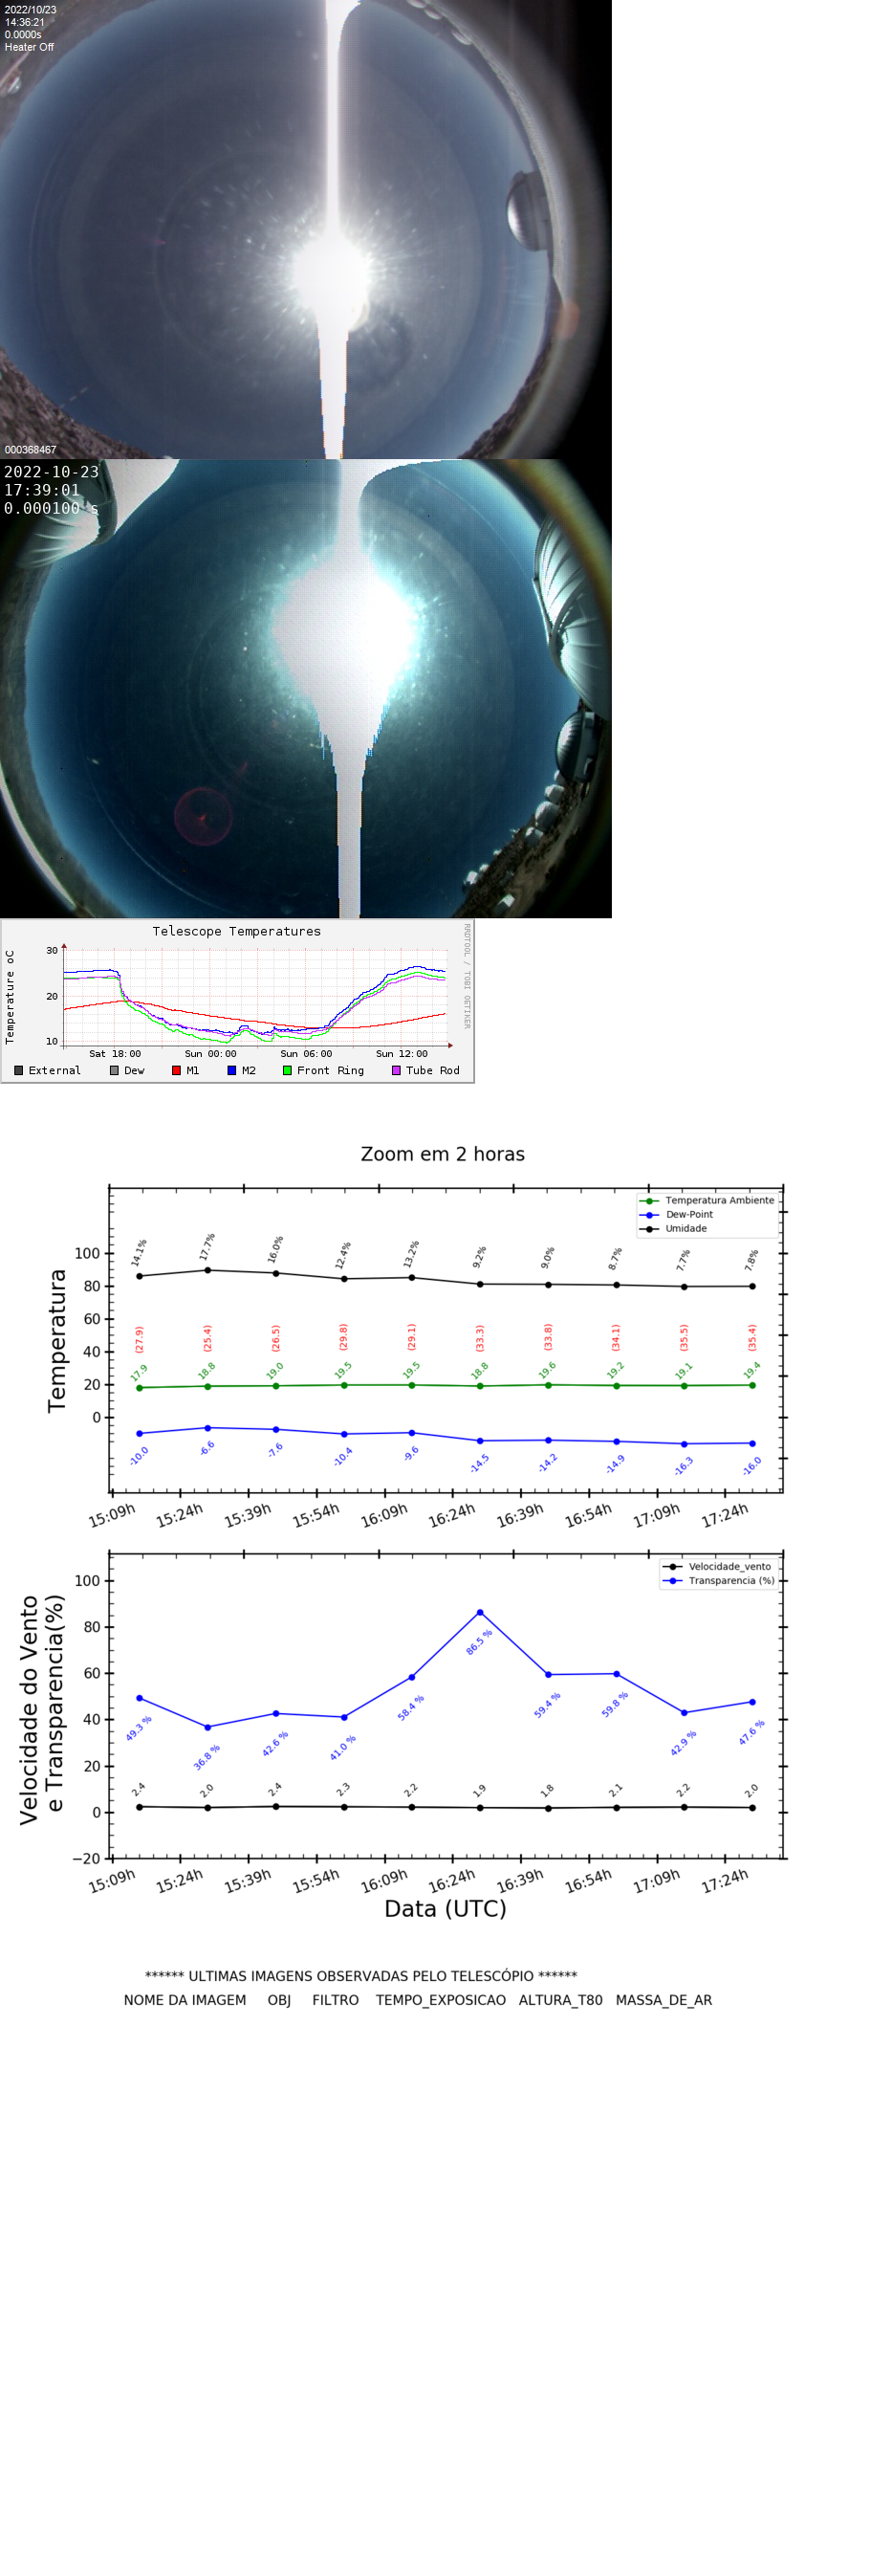 2022/10/23
14:36:21
0.0000s
Heater Off
000368467
2022-10-23
17:39:01
0.000100 s
Telescope Temperatures
RRDTOOL / TOBI OETIKER
Temperature oC
30
20
10
Sat 18:00 Sun 00:00 Sun 06:00 Sun 12:00
External Dew M1 M2 Front Ring Tube Rod
Zoom em 2 horas
Temperatura
Temperatura Ambiente
Dew-Point
Umidade
100
80
60
40
20
0
14.1% 17.7% 16.0% 12.4% 13.2% 9.2% 9.0% 8.7% 7.7% 7.8%
(27.9) (25.4) (26.5) (29.8) (29.1) (33.3) (33.8) (34.1) (35.5) (35.4)
17.9 18.8 19.0 19.5 19.5 18.8 19.6 19.2 19.1 19.4
-10.0 -6.6 -7.6 -10.4 -9.6 -14.5 -14.2 -14.9 -16.3 -16.0
15:09h 15:24h 15:39h 15:54h 16:09h 16:24h 16:39h 16:54h 17:09h 17:24h
Velocidade do Vento
e Transparencia(%)
Velocidade_vento
Transparencia (%)
100
80
60
40
20
0
−20
49.3 % 36.8 % 42.6 % 41.0 % 58.4 % 86.5 % 59.4 % 59.8 % 42.9 % 47.6 %
2.4 2.0 2.4 2.3 2.2 1.9 1.8 2.1 2.2 2.0
15:09h 15:24h 15:39h 15:54h 16:09h 16:24h 16:39h 16:54h 17:09h 17:24h
Data (UTC)
****** ULTIMAS IMAGENS OBSERVADAS PELO TELESCÓPIO ******
NOME DA IMAGEM OBJ FILTRO TEMPO_EXPOSICAO ALTURA_T80 MASSA_DE_AR